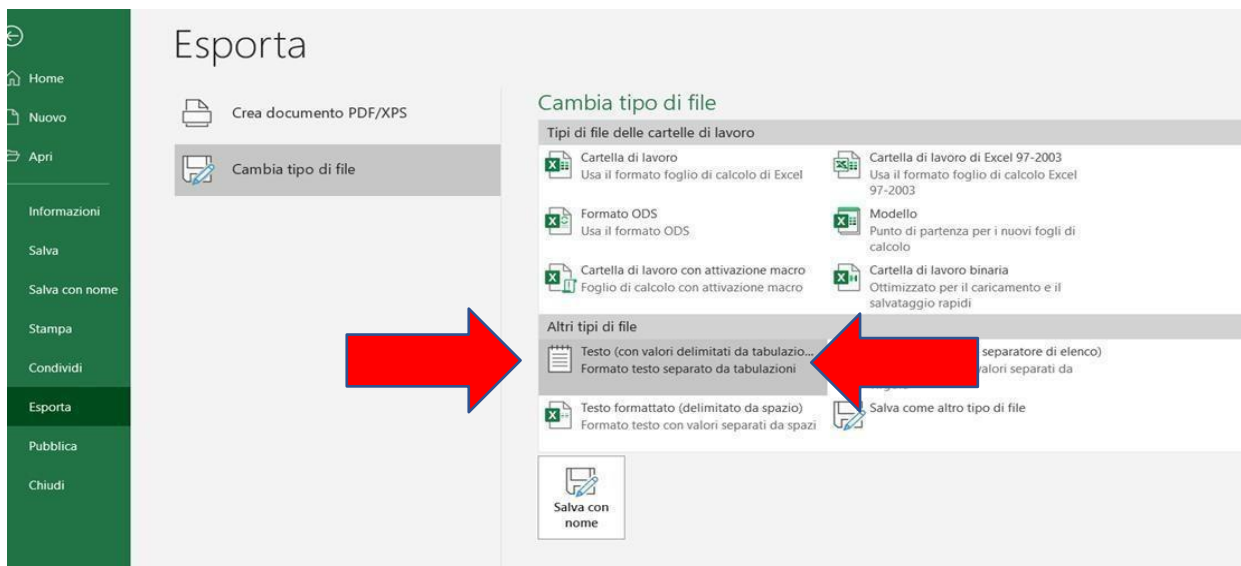 Esporta
Home
Nuovo
Apri
Informazioni
Salva
Salva con nome
Stampa
Condividi
Esporta
Pubblica
Chiudi
Crea documento PDF/XPS
Cambia tipo di file
Cambia tipo di file
Tipi di file delle cartelle di lavoro
Cartella di lavoro
Usa il formato foglio di calcolo di Excel
Cartella di lavoro di Excel 97-2003
Usa il formato foglio di calcolo Excel
97-2003
Formato ODS
Usa il formato ODS
Modello
Punto di partenza per i nuovi fogli di
calcolo
Cartella di lavoro con attivazione macro
Foglio di calcolo con attivazione macro
Cartella di lavoro binaria
Ottimizzato per il caricamento e il
salvataggio rapidi
Altri tipi di file
Testo (con valori delimitati da tabulazio...
Formato testo separato da tabulazioni
separatore di elenco)
valori separati da
Testo formattato (delimitato da spazio)
Formato testo con valori separati da spazi
Salva come altro tipo di file
Salva con
nome